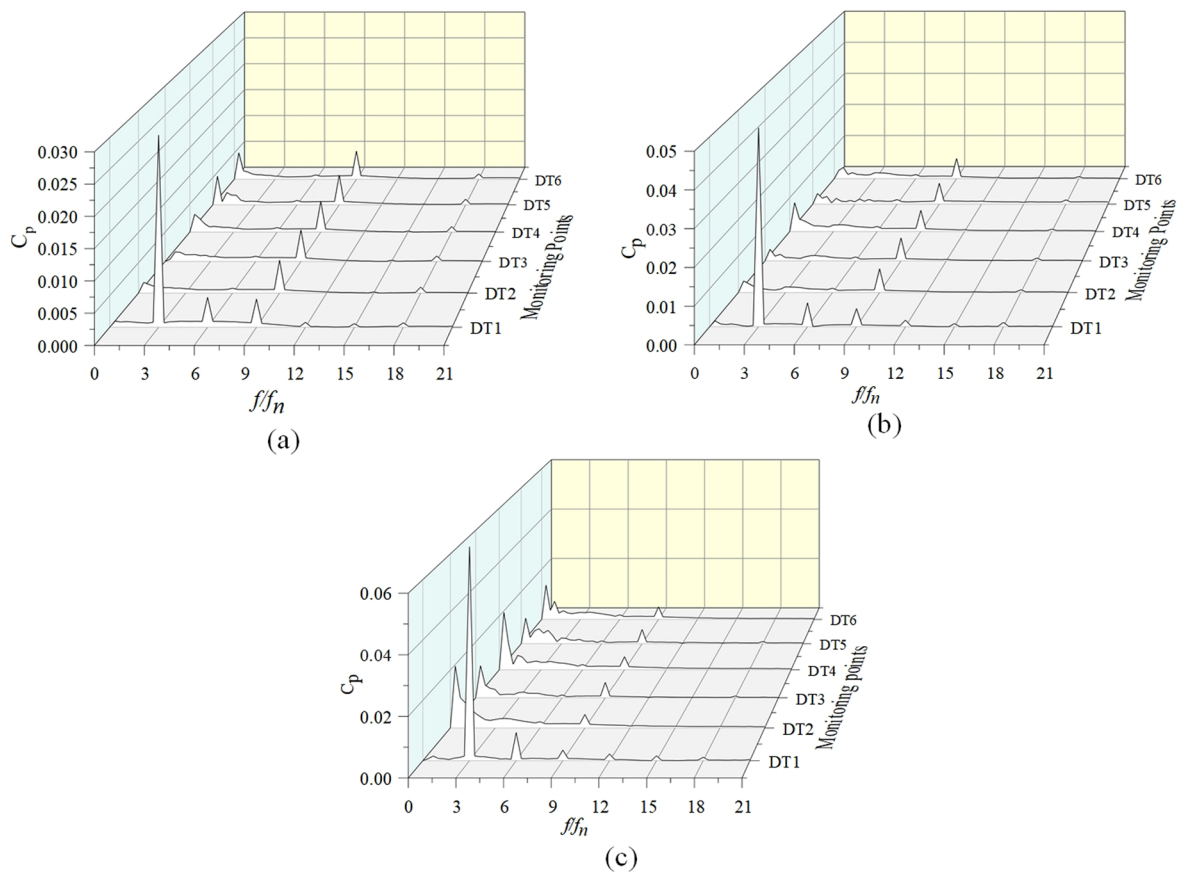 0.030
0.025
0.020
0.015
0.010
0.005
0.000
Cp
0 3 6 9 12 15 18 21
f/fn
DT6
DT5
DT4
DT3
DT2
DT1
Monitoring Points
(a)
0.05
0.04
0.03
0.02
0.01
0.00
Cp
0 3 6 9 12 15 18 21
f/fn
DT6
DT5
DT4
DT3
DT2
DT1
Monitoring Points
(b)
0.06
0.04
0.02
0.00
Cp
0 3 6 9 12 15 18 21
f/fn
DT6
DT5
DT4
DT3
DT2
DT1
Monitoring points
(c)